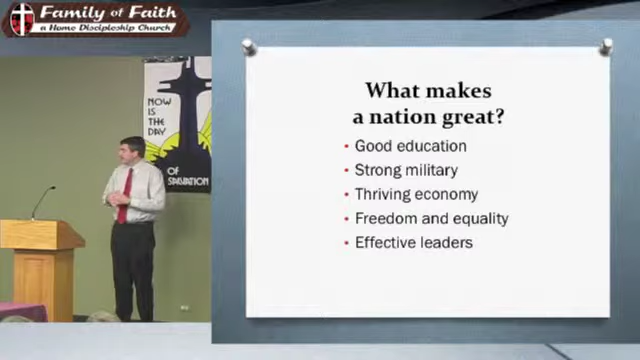 Family of Faith
a Home Discipleship Church
NOW
IS
THE
DAY
OF
SALVATION
What makes
a nation great?
• Good education
• Strong military
• Thriving economy
• Freedom and equality
• Effective leaders